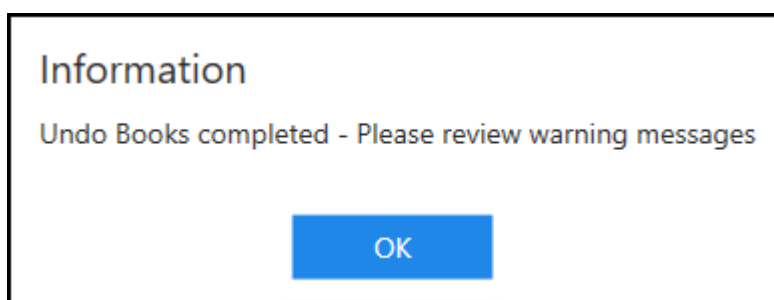 Information
Undo Books completed - Please review warning messages
OK